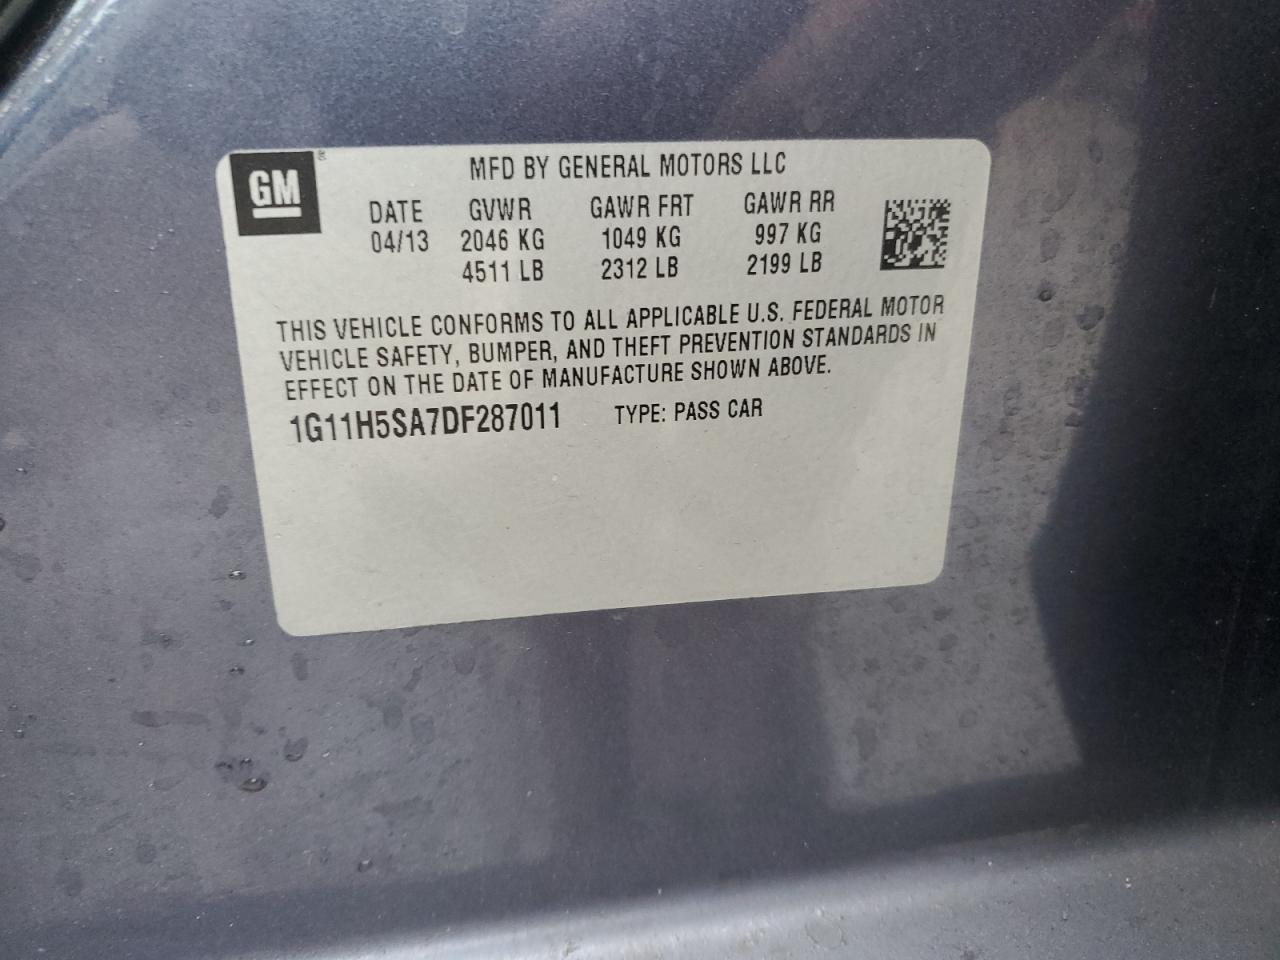 GM®
MFD BY GENERAL MOTORS LLC
DATE GVWR GAWR FRT GAWR RR
04/13 2046 KG 1049 KG 997 KG
4511 LB 2312 LB 2199 LB
THIS VEHICLE CONFORMS TO ALL APPLICABLE U.S. FEDERAL MOTOR
VEHICLE SAFETY, BUMPER, AND THEFT PREVENTION STANDARDS IN
EFFECT ON THE DATE OF MANUFACTURE SHOWN ABOVE.
1G11H5SA7DF287011 TYPE: PASS CAR